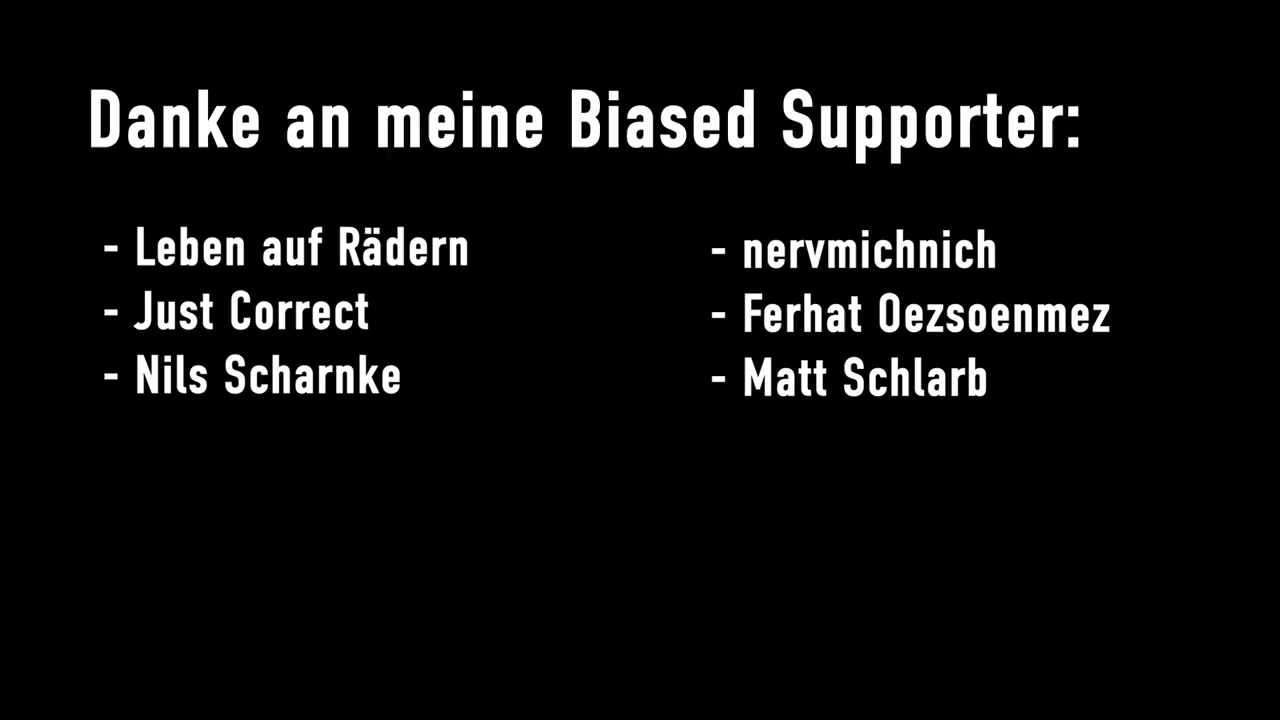 Danke an meine Biased Supporter:
- Leben auf Rädern
- Just Correct
- Nils Scharnke
- nervmichnich
- Ferhat Oezsoenmez
- Matt Schlarb